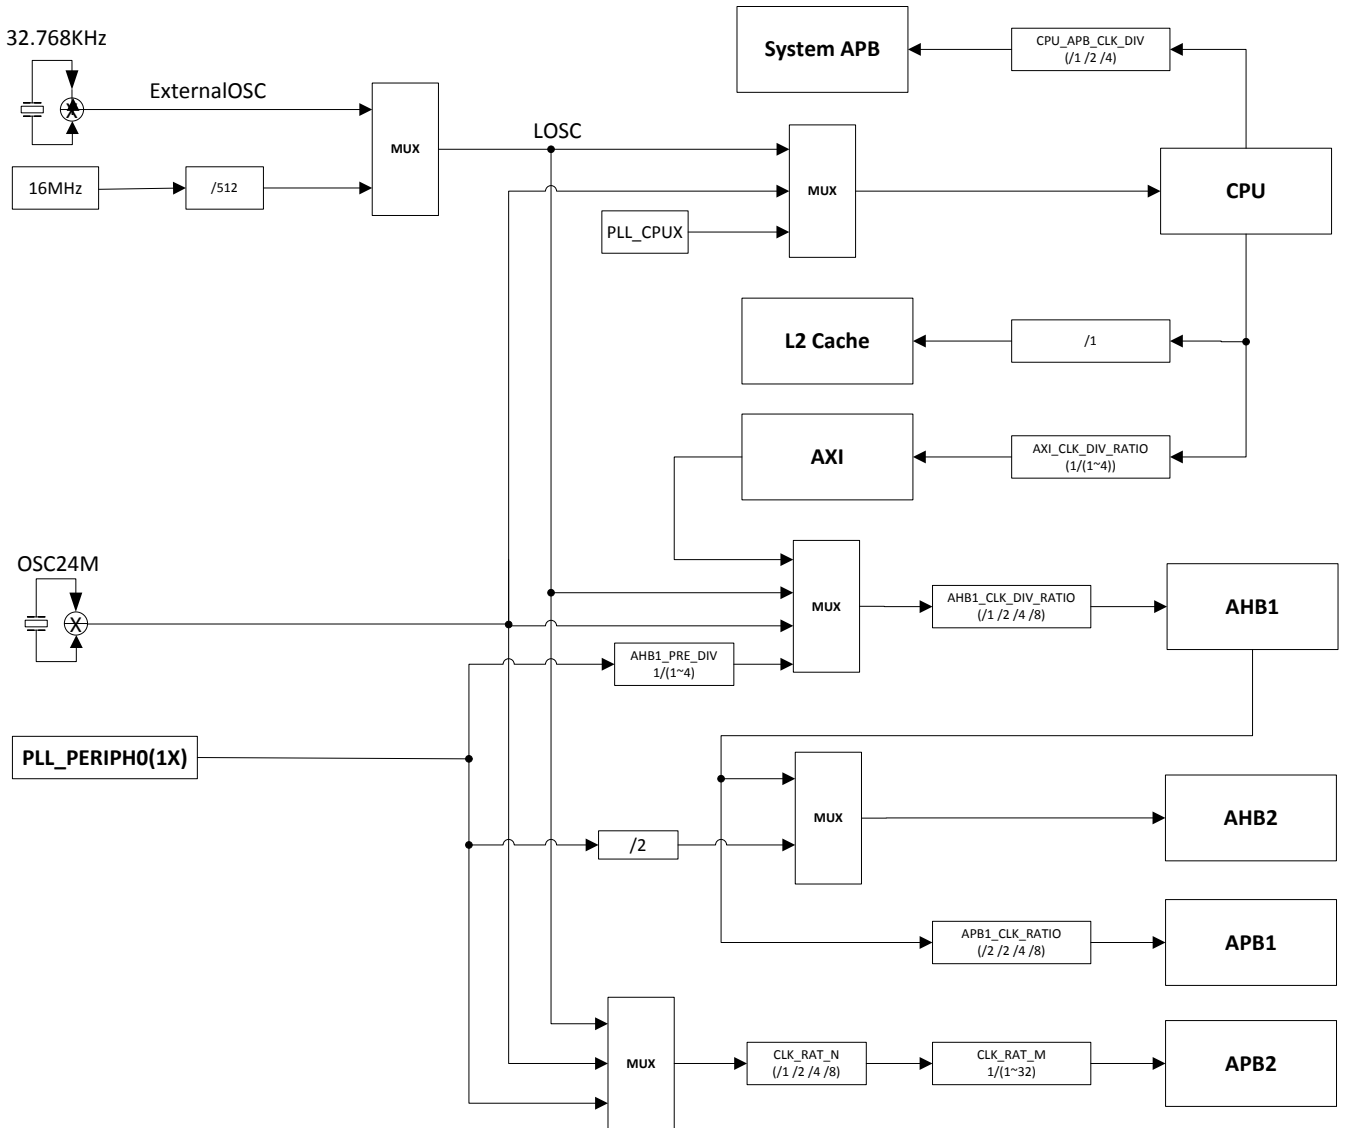 32.768KHz
System APB
CPU_APB_CLK_DIV
(/1 /2 /4)
ExternalOSC
MUX
LOSC
16MHz
/512
MUX
CPU
PLL_CPUX
L2 Cache
/1
AXI
AXI_CLK_DIV_RATIO
(1/(1~4))
OSC24M
MUX
AHB1_CLK_DIV_RATIO
(/1 /2 /4 /8)
AHB1
AHB1_PRE_DIV
1/(1~4)
PLL_PERIPH0(1X)
MUX
AHB2
/2
APB1_CLK_RATIO
(/2 /2 /4 /8)
APB1
MUX
CLK_RAT_N
(/1 /2 /4 /8)
CLK_RAT_M
1/(1~32)
APB2